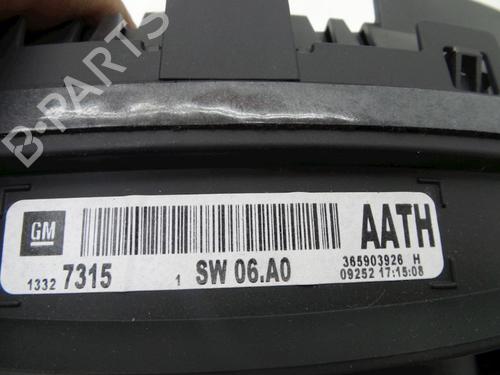 B-PARTS
GM
AATH
1332 7315 1 SW 06.A0
365903926 H
09252 17:15:08